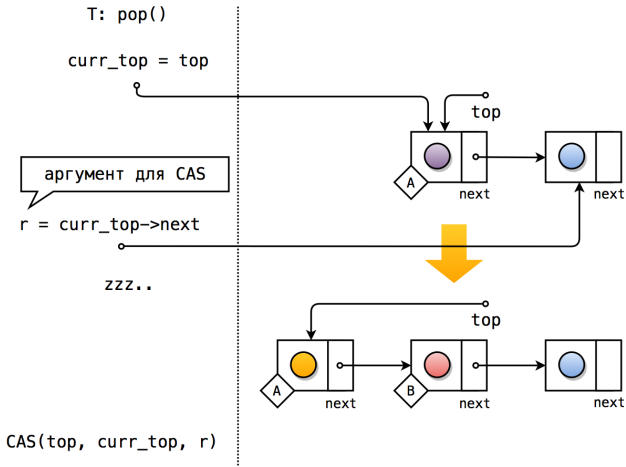 T: pop()
curr_top = top
top
A
next
next
аргумент для CAS
r = curr_top->next
zzz..
top
A
next
B
next
next
CAS(top, curr_top, r)